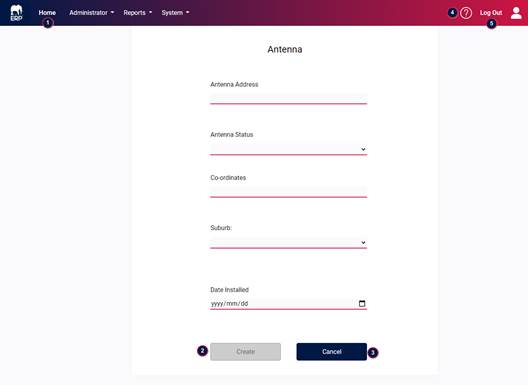 ERP
Home Administrator Reports System 4 ? Log Out
1 5
Antenna
Antenna Address
Antenna Status
Co-ordinates
Suburb:
Date Installed
yyyy/mm/dd
2 Create Cancel 3